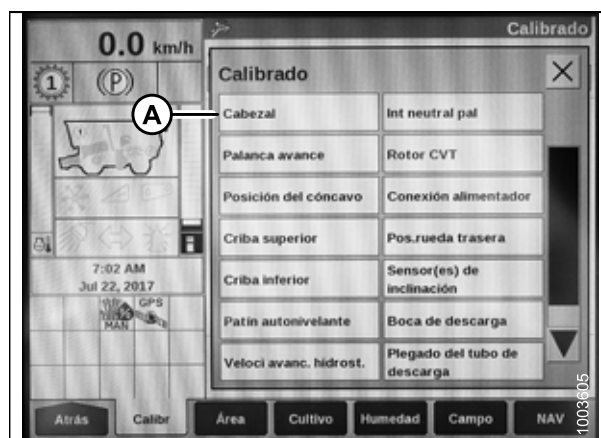 0.0 km/h
Calibrado
1
(P)
A
Calibrado
X
Cabezal
Int neutral pal
Palanca avance
Rotor CVT
Posición del cóncavo
Conexión alimentador
Criba superior
Pos.rueda trasera
Criba inferior
Sensor(es) de
inclinación
Patín autonivelante
Boca de descarga
Veloci avanc. hidrost.
Plegado del tubo de
descarga
7:02 AM
Jul 22, 2017
GPS
MAN
Atrás
Calibr
Área
Cultivo
Humedad
Campo
NAV
1003605